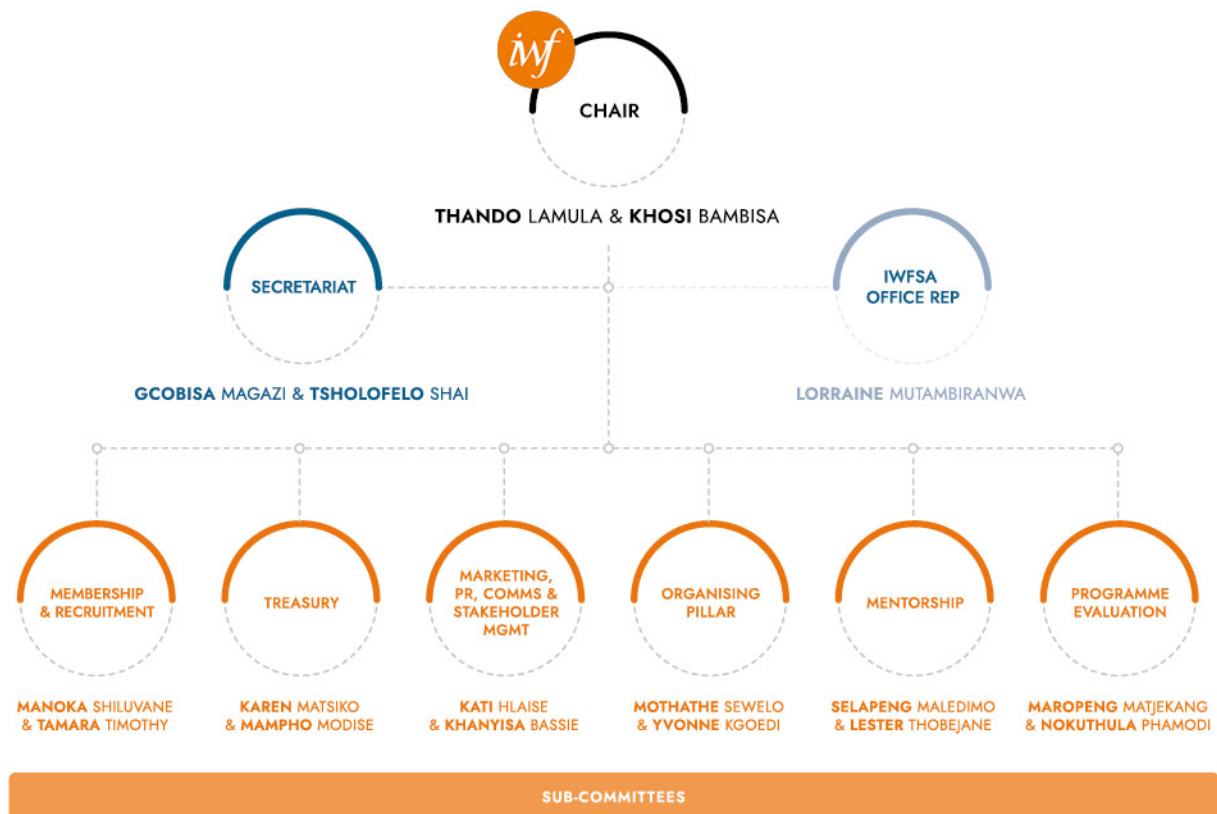 iwf
CHAIR
THANDO LAMULA & KHOSI BAMBISA
SECRETARIAT
GCOBISA MAGAZI & TSHOLOFELO SHAI
IWFSA
OFFICE REP
LORRAINE MUTAMBIRANWA
MEMBERSHIP
& RECRUITMENT
MANOKA SHILUVANE
& TAMARA TIMOTHY
TREASURY
KAREN MATSIKO
& MAMPHO MODISE
MARKETING,
PR, COMMS &
STAKEHOLDER
MGMT
KATI HLAISE
& KHANYISA BASSIE
ORGANISING
PILLAR
MOTHATHE SEWELO
& YVONNE KGOEDI
MENTORSHIP
SELAPENG MALEDIMO
& LESTER THOBEJANE
PROGRAMME
EVALUATION
MAROPENG MATJEKANG
& NOKUTHULA PHAMODI
SUB-COMMITTEES